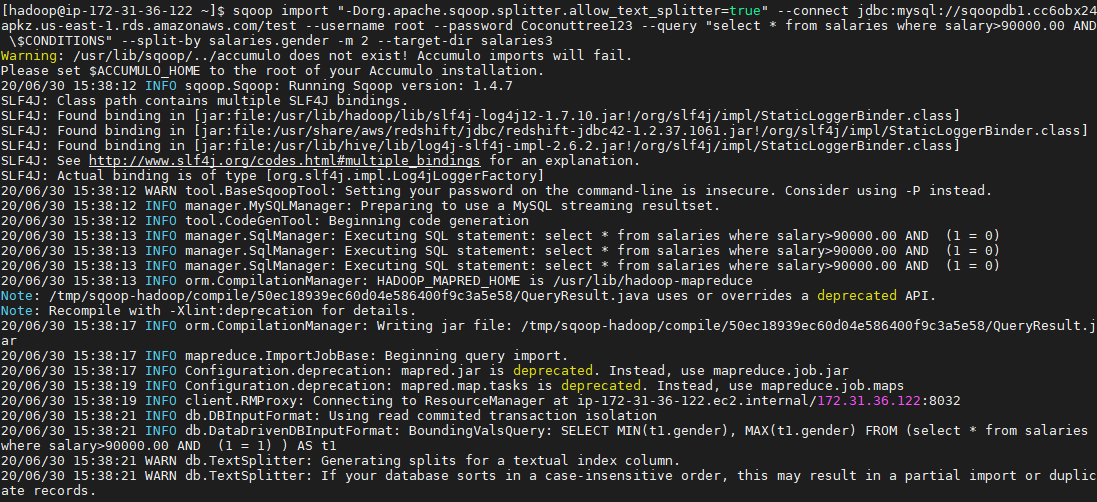 [hadoop@ip-172-31-36-122 ~]$ sqoop import "-Dorg.apache.sqoop.splitter.allow_text_splitter=true" --connect jdbc:mysql://sqoopdb1.cc6obx24
apkz.us-east-1.rds.amazonaws.com/test --username root --password Coconuttree123 --query "select * from salaries where salary>90000.00 AND
\$CONDITIONS" --split-by salaries.gender -m 2 --target-dir salaries3
Warning: /usr/lib/sqoop/../accumulo does not exist! Accumulo imports will fail.
Please set $ACCUMULO_HOME to the root of your Accumulo installation.
20/06/30 15:38:12 INFO sqoop.Sqoop: Running Sqoop version: 1.4.7
SLF4J: Class path contains multiple SLF4J bindings.
SLF4J: Found binding in [jar:file:/usr/lib/hadoop/lib/slf4j-log4j12-1.7.10.jar!/org/slf4j/impl/StaticLoggerBinder.class]
SLF4J: Found binding in [jar:file:/usr/share/aws/redshift/jdbc/redshift-jdbc42-1.2.37.1061.jar!/org/slf4j/impl/StaticLoggerBinder.class]
SLF4J: Found binding in [jar:file:/usr/lib/hive/lib/log4j-slf4j-impl-2.6.2.jar!/org/slf4j/impl/StaticLoggerBinder.class]
SLF4J: See http://www.slf4j.org/codes.html#multiple_bindings for an explanation.
SLF4J: Actual binding is of type [org.slf4j.impl.Log4jLoggerFactory]
20/06/30 15:38:12 WARN tool.BaseSqoopTool: Setting your password on the command-line is insecure. Consider using -P instead.
20/06/30 15:38:12 INFO manager.MySQLManager: Preparing to use a MySQL streaming resultset.
20/06/30 15:38:12 INFO tool.CodeGenTool: Beginning code generation
20/06/30 15:38:13 INFO manager.SqlManager: Executing SQL statement: select * from salaries where salary>90000.00 AND  (1 = 0)
20/06/30 15:38:13 INFO manager.SqlManager: Executing SQL statement: select * from salaries where salary>90000.00 AND  (1 = 0)
20/06/30 15:38:13 INFO manager.SqlManager: Executing SQL statement: select * from salaries where salary>90000.00 AND  (1 = 0)
20/06/30 15:38:13 INFO orm.CompilationManager: HADOOP_MAPRED_HOME is /usr/lib/hadoop-mapreduce
Note: /tmp/sqoop-hadoop/compile/50ec18939ec60d04e586400f9c3a5e58/QueryResult.java uses or overrides a deprecated API.
Note: Recompile with -Xlint:deprecation for details.
20/06/30 15:38:17 INFO orm.CompilationManager: Writing jar file: /tmp/sqoop-hadoop/compile/50ec18939ec60d04e586400f9c3a5e58/QueryResult.j
ar
20/06/30 15:38:17 INFO mapreduce.ImportJobBase: Beginning query import.
20/06/30 15:38:17 INFO Configuration.deprecation: mapred.jar is deprecated. Instead, use mapreduce.job.jar
20/06/30 15:38:19 INFO Configuration.deprecation: mapred.map.tasks is deprecated. Instead, use mapreduce.job.maps
20/06/30 15:38:19 INFO client.RMProxy: Connecting to ResourceManager at ip-172-31-36-122.ec2.internal/172.31.36.122:8032
20/06/30 15:38:21 INFO db.DBInputFormat: Using read commited transaction isolation
20/06/30 15:38:21 INFO db.DataDrivenDBInputFormat: BoundingValsQuery: SELECT MIN(t1.gender), MAX(t1.gender) FROM (select * from salaries
where salary>90000.00 AND  (1 = 1) ) AS t1
20/06/30 15:38:21 WARN db.TextSplitter: Generating splits for a textual index column.
20/06/30 15:38:21 WARN db.TextSplitter: If your database sorts in a case-insensitive order, this may result in a partial import or duplic
ate records.